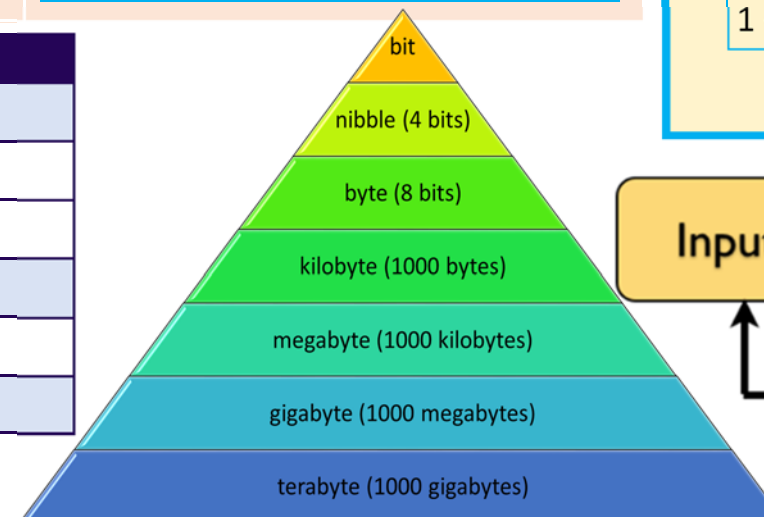 bit
1
nibble (4 bits)
byte (8 bits)
Input
kilobyte (1000 bytes)
megabyte (1000 kilobytes)
gigabyte (1000 megabytes)
terabyte (1000 gigabytes)